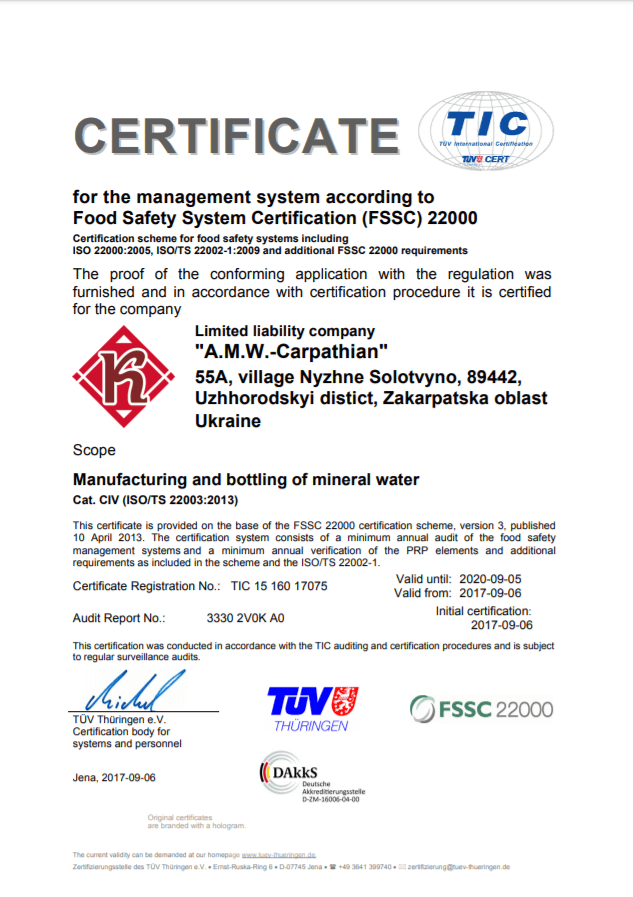 CERTIFICATE
TIC
TÜV International Certification
TÜV CERT
for the management system according to
Food Safety System Certification (FSSC) 22000
Certification scheme for food safety systems including
ISO 22000:2005, ISO/TS 22002-1:2009 and additional FSSC 22000 requirements
The proof of the conforming application with the regulation was
furnished and in accordance with certification procedure it is certified
for the company
K
Limited liability company
"A.M.W.-Carpathian"
55A, village Nyzhne Solotvyno, 89442,
Uzhhorodskyi distict, Zakarpatska oblast
Ukraine
Scope
Manufacturing and bottling of mineral water
Cat. CIV (ISO/TS 22003:2013)
This certificate is provided on the base of the FSSC 22000 certification scheme, version 3, published
10 April 2013. The certification system consists of a minimum annual audit of the food safety
management systems and a minimum annual verification of the PRP elements and additional
requirements as included in the scheme and the ISO/TS 22002-1.
Certificate Registration No.: TIC 15 160 17075
Valid until: 2020-09-05
Valid from: 2017-09-06
Audit Report No.: 3330 2V0K A0
Initial certification:
2017-09-06
This certification was conducted in accordance with the TIC auditing and certification procedures and is subject
to regular surveillance audits.
TÜV Thüringen e.V.
Certification body for
systems and personnel
TÜV
THÜRINGEN
FSSC 22000
Jena, 2017-09-06
DAkkS
Deutsche
Akkreditierungsstelle
D-ZM-16006-04-00
Original certificates
are branded with a hologram.
The current validity can be demanded at our homepage www.tuev-thueringen.de.
Zertifizierungsstelle des TÜV Thüringen e.V. • Ernst-Ruska-Ring 6 • D-07745 Jena • ☎ +49 3641 399740 • ✉ zertifizierung@tuev-thueringen.de